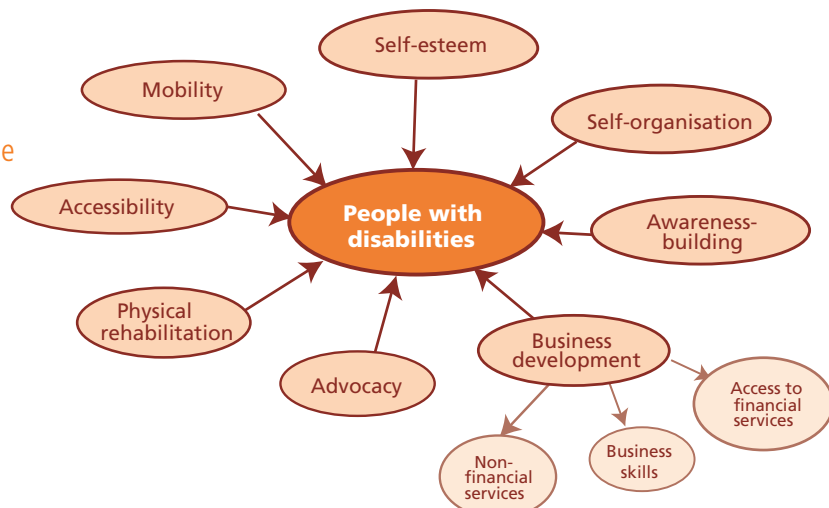 Self-esteem
Mobility
Self-organisation
e
Accessibility
People with
disabilities
Awareness-
building
Physical
rehabilitation
Business
development
Advocacy
Access to
financial
services
Non-
financial
services
Business
skills